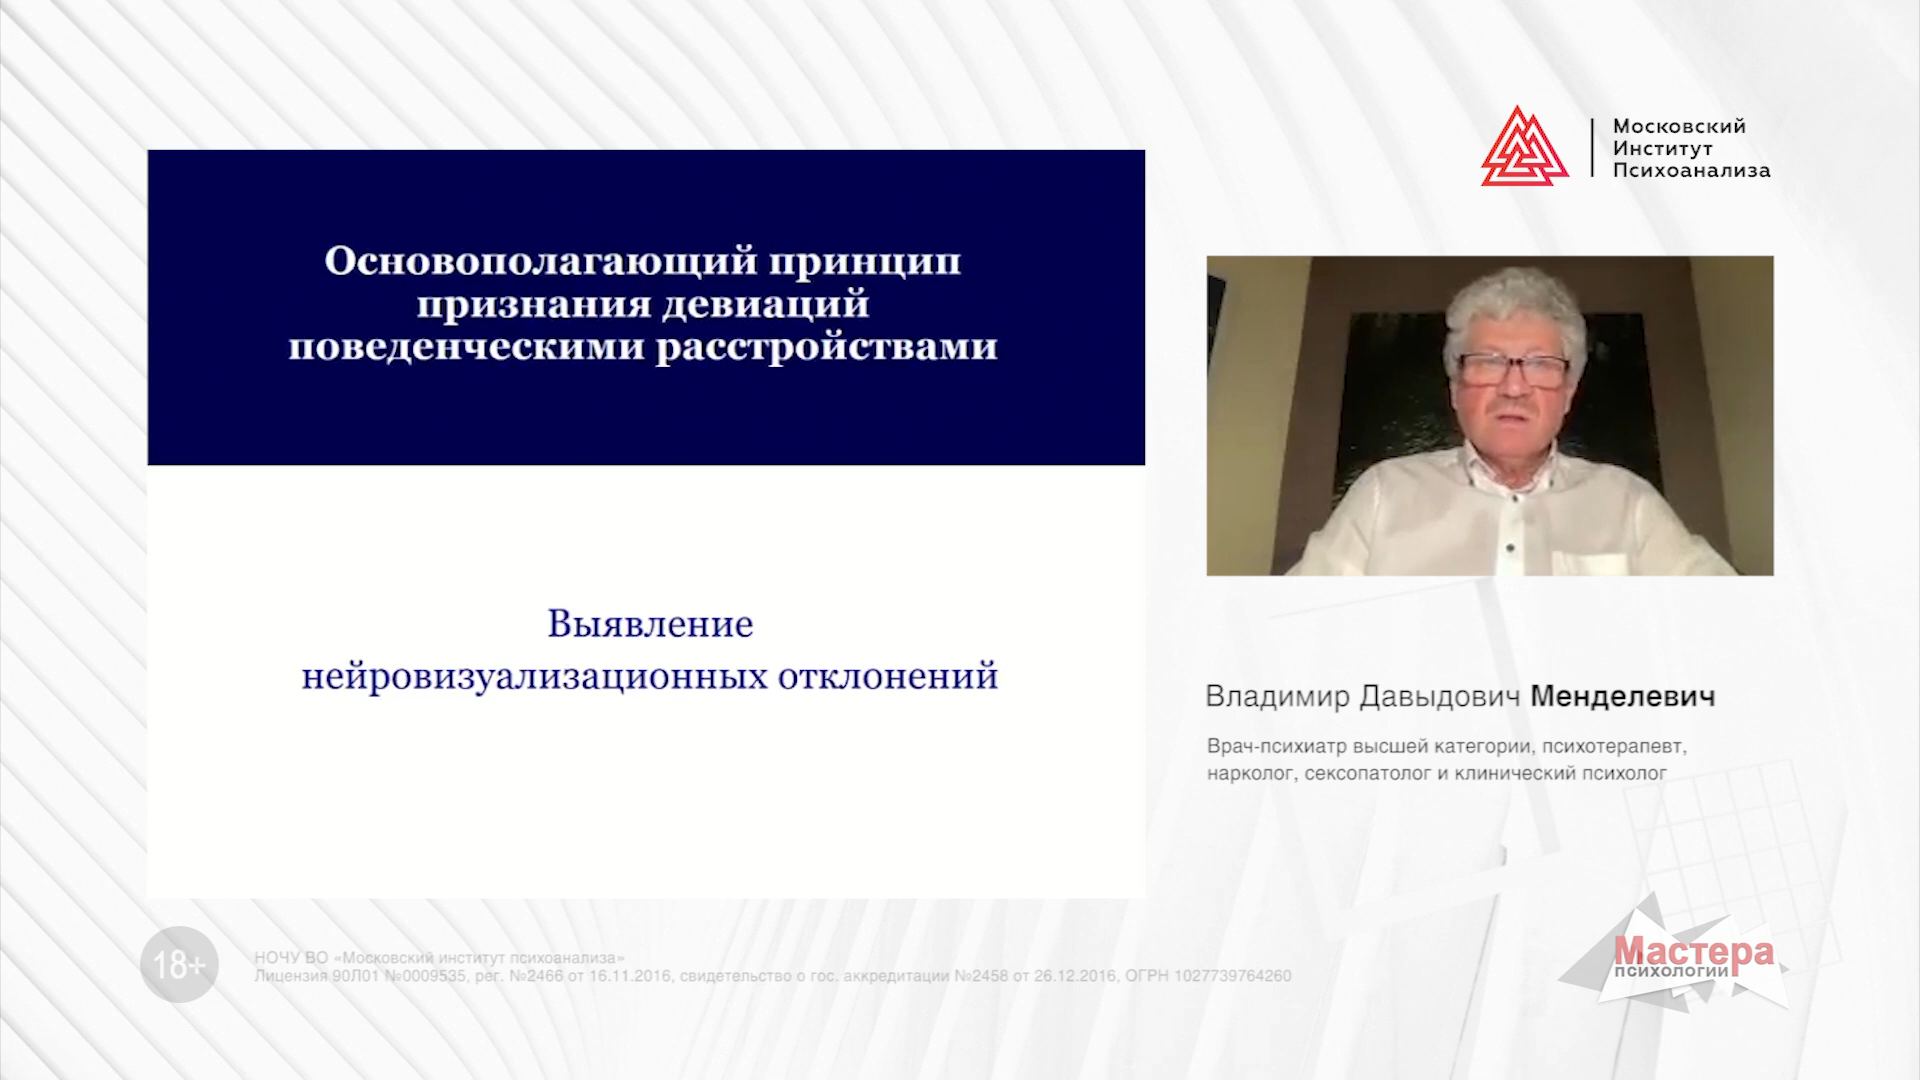 Московский
Институт
Психоанализа
Основополагающий принцип
признания девиаций
поведенческими расстройствами
Выявление
нейровизуализационных отклонений
Владимир Давыдович Менделевич
Врач-психиатр высшей категории, психотерапевт,
нарколог, сексопатолог и клинический психолог
18+
НОЧУ ВО «Московский институт психоанализа»
Лицензия 90Л01 №0009535, рег. №2466 от 16.11.2016, свидетельство о гос. аккредитации №2458 от 26.12.2016, ОГРН 1027739764260
Мастера
психологии